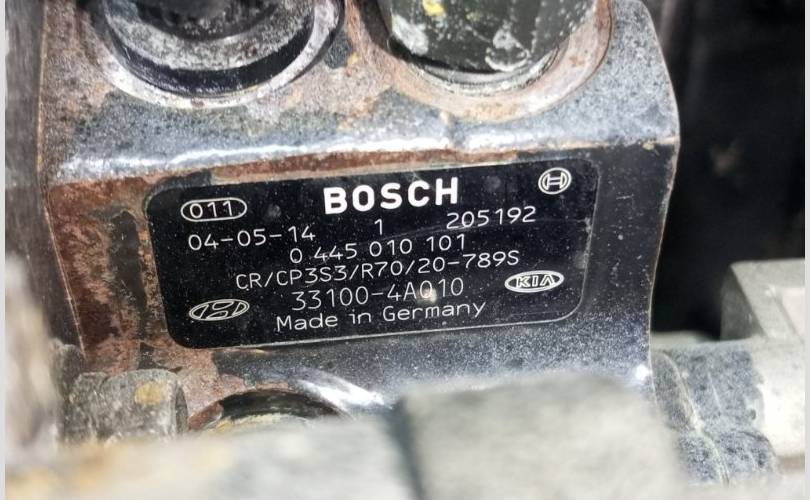 011 BOSCH
04-05-14 1 205192
0 445 010 101
CR/CP3S3/R70/20-789S
33100-4A010 KIA
Made in Germany